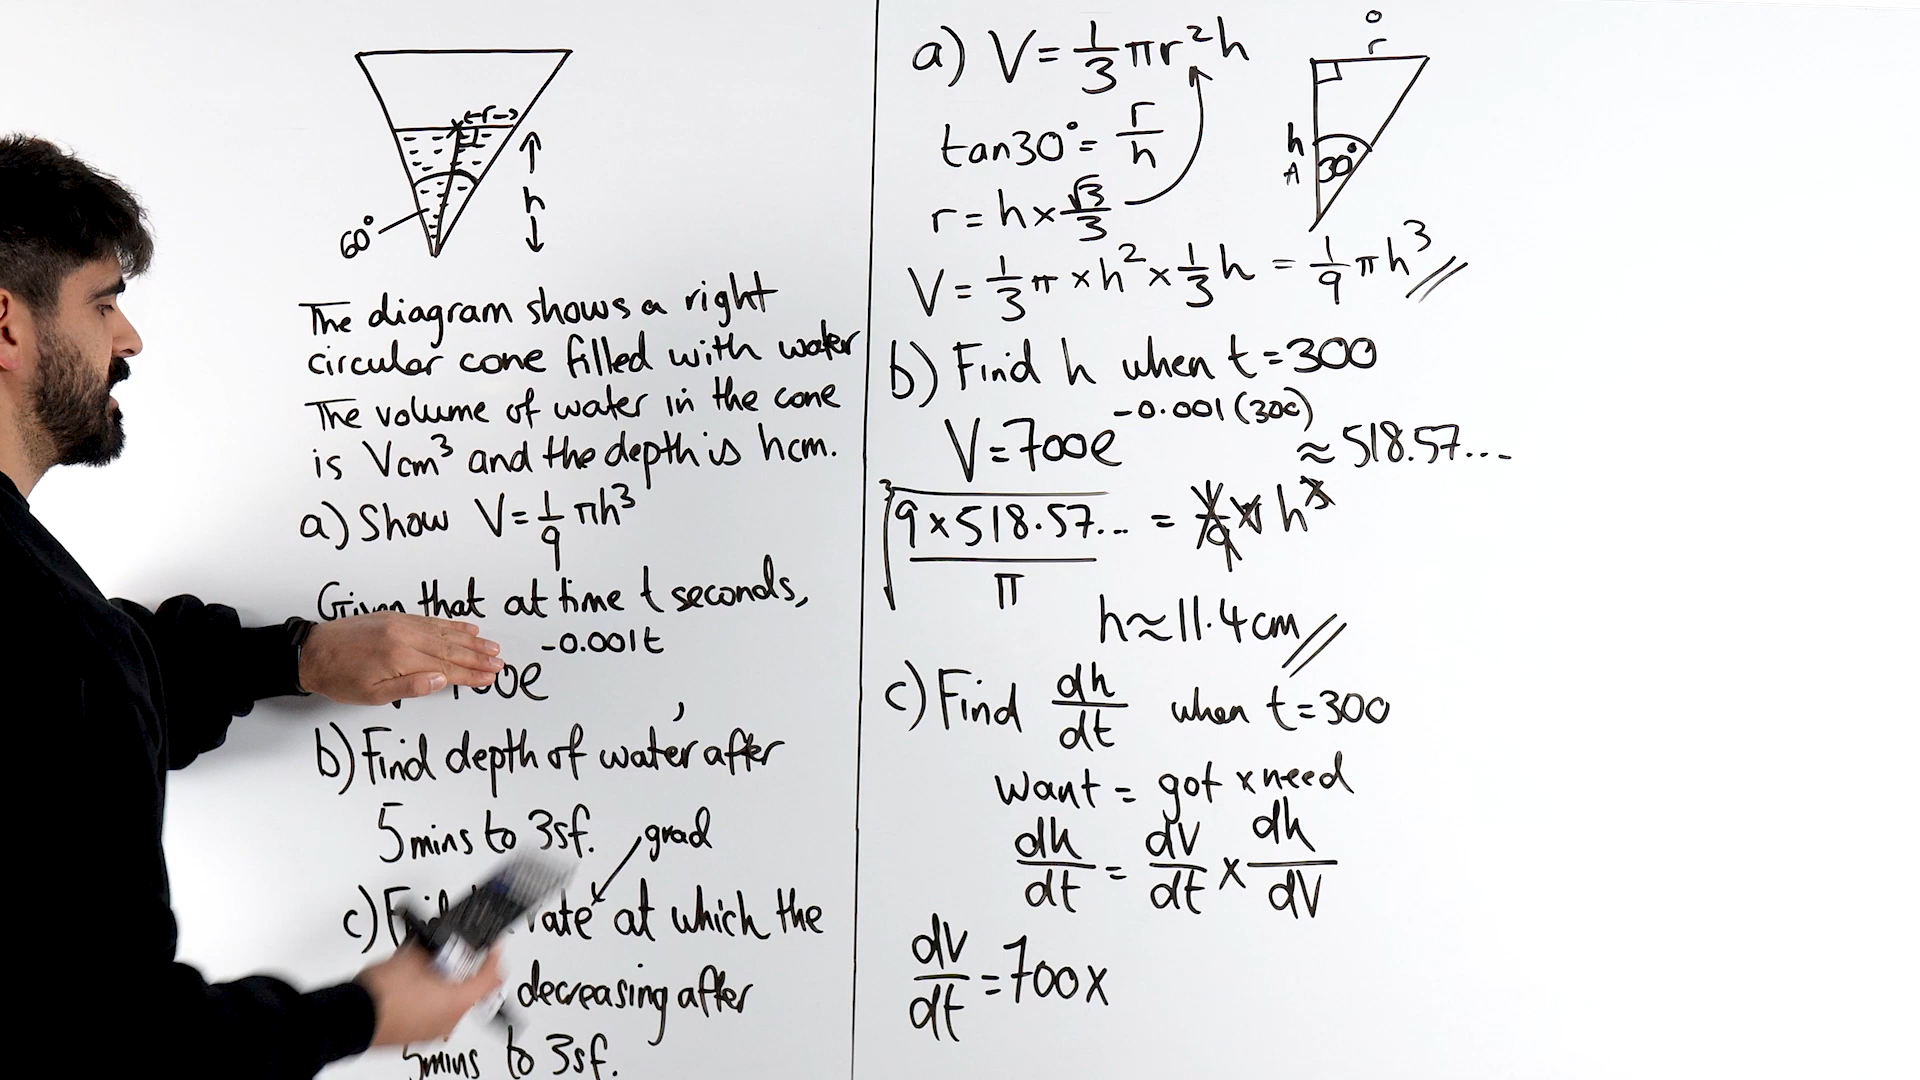 r
h
60°
The diagram shows a right
circular cone filled with water
The volume of water in the cone
is Vcm³ and the depth is hcm.
a) Show V = 1/9 πh³
Given that at time t seconds,
00e^-0.001t ,
b) Find depth of water after
5mins to 3sf.
grad
c) rate at which the
decreasing after
5mins to 3sf.
a) V = 1/3 πr²h
tan30° = r/h
r = h × √3/3
o
r
h
A
30°
V = 1/3 π × h² × 1/3 h = 1/9 πh³
b) Find h when t = 300
V = 700e^-0.001(300) ≈ 518.57...
∛(9 × 518.57.../π) = 1/9 π h³
h ≈ 11.4cm
c) Find dh/dt when t = 300
want = got × need
dh/dt = dV/dt × dh/dV
dV/dt = 700 ×